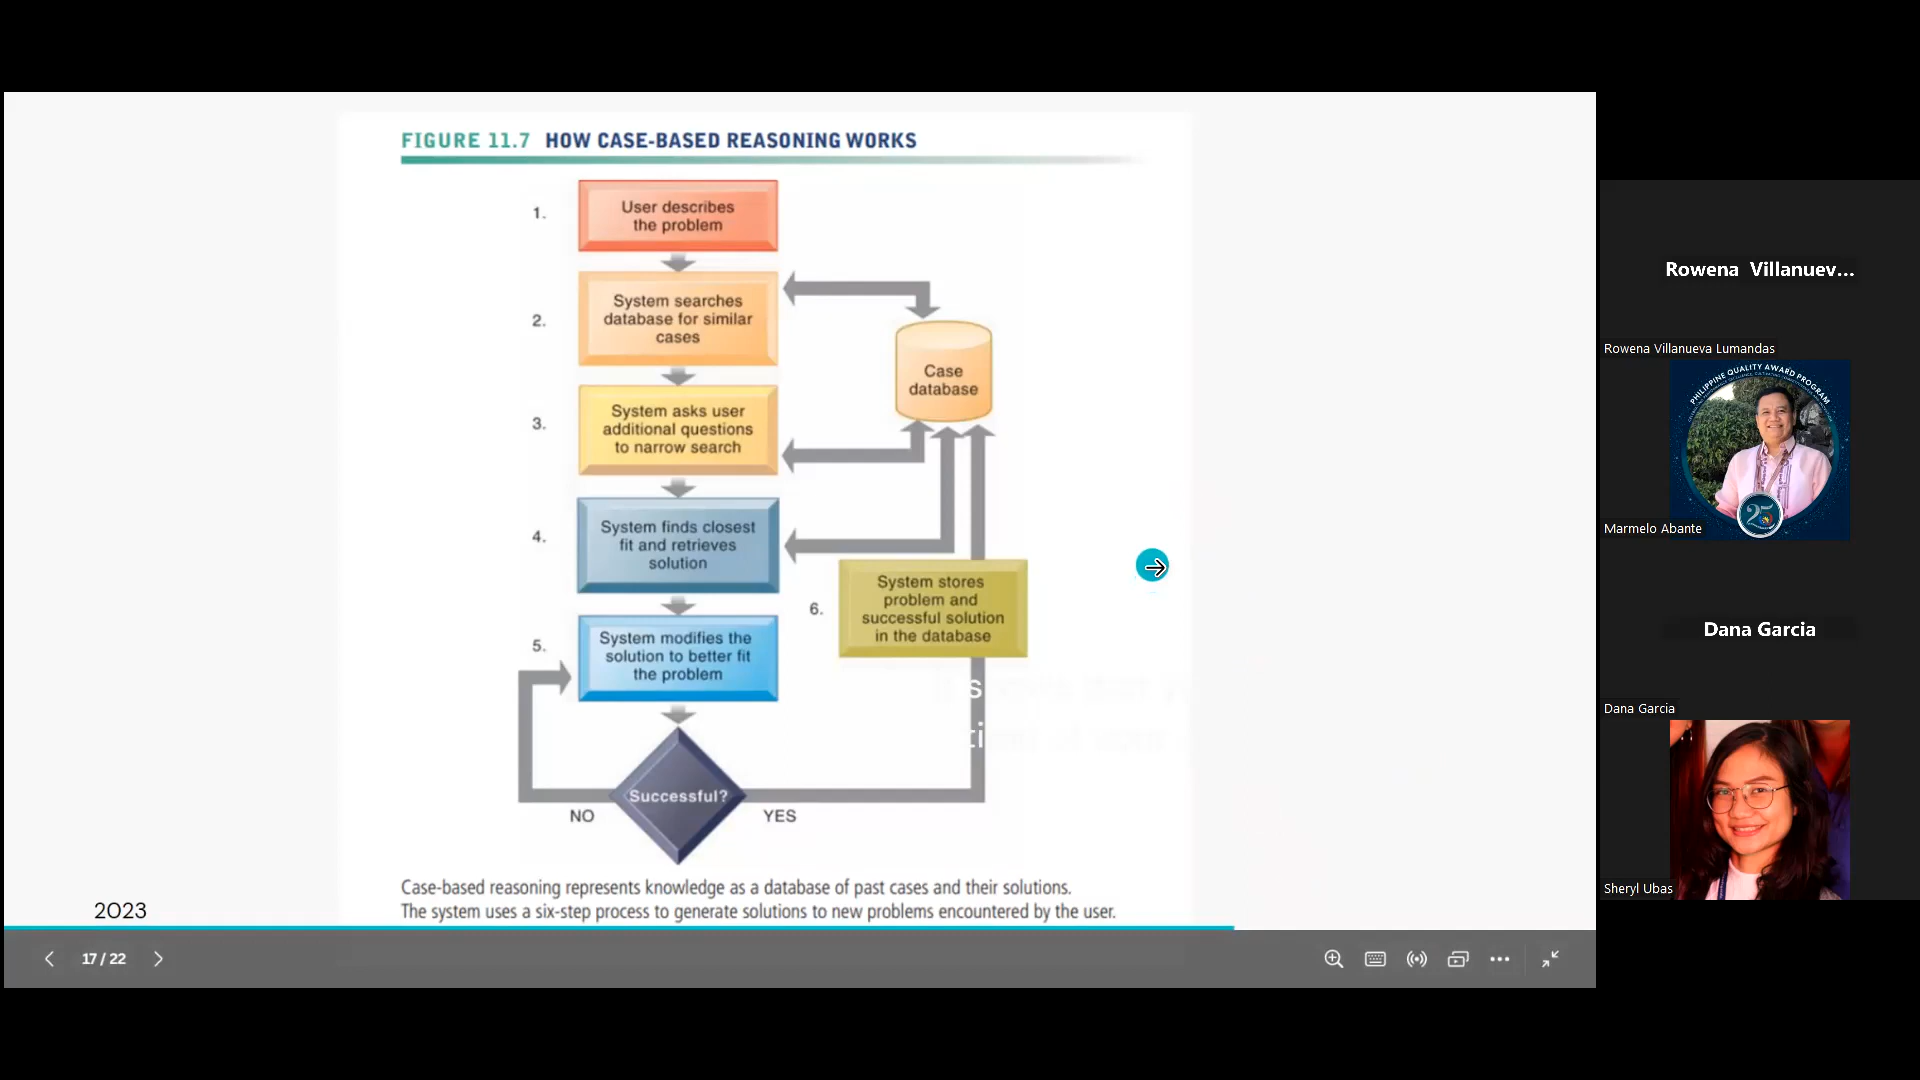 FIGURE 11.7 HOW CASE-BASED REASONING WORKS
1.
User describes
the problem
2.
System searches
database for similar
cases
Case
database
3.
System asks user
additional questions
to narrow search
4.
System finds closest
fit and retrieves
solution
5.
System modifies the
solution to better fit
the problem
6.
System stores
problem and
successful solution
in the database
Successful?
NO
YES
Case-based reasoning represents knowledge as a database of past cases and their solutions.
The system uses a six-step process to generate solutions to new problems encountered by the user.
2023
17 / 22
Rowena Villanuev...
Rowena Villanueva Lumandas
PHILIPPINE QUALITY AWARD PROGRAM
25
Marmelo Abante
Dana Garcia
Dana Garcia
Sheryl Ubas